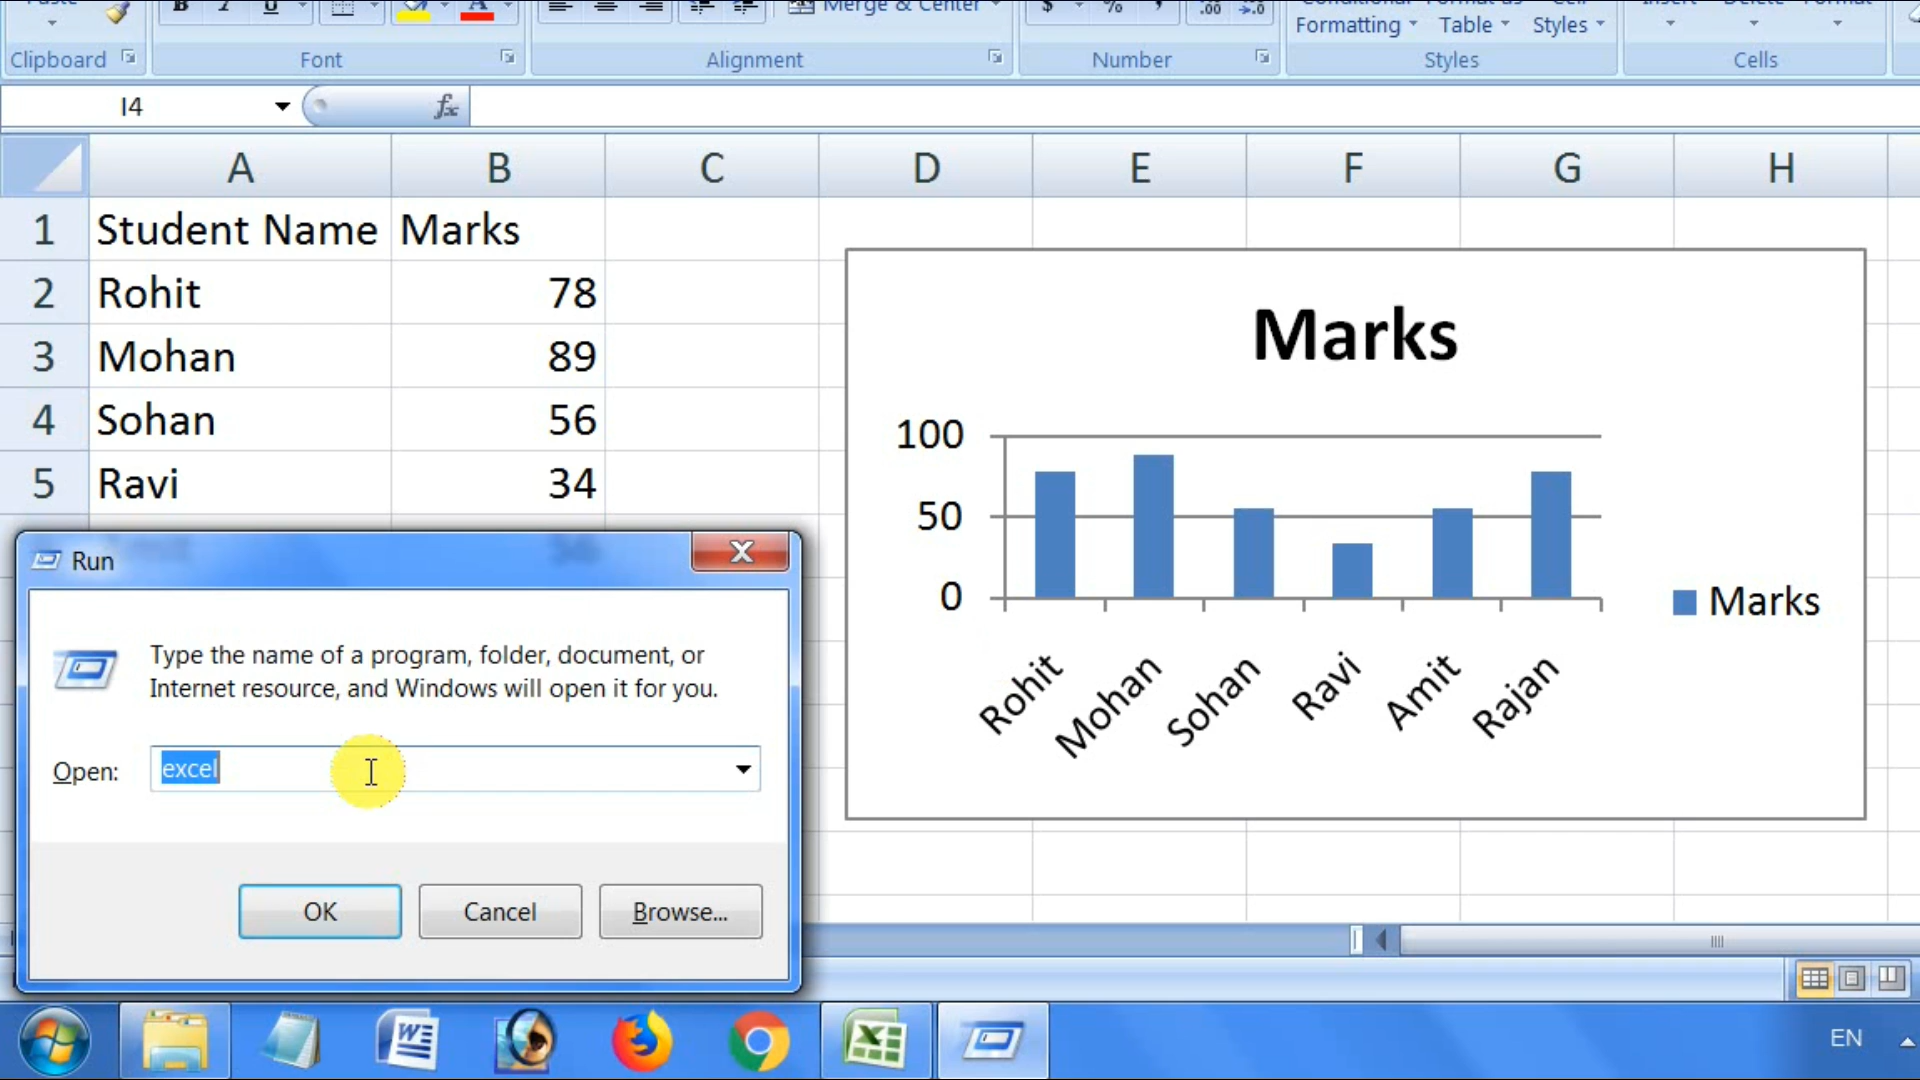 Merge & Center
B I U A
$ % , .00 .0
Formatting Table Styles
Clipboard Font Alignment Number Styles Cells
I4 fx
A B C D E F G H
1 Student Name Marks
2 Rohit 78
3 Mohan 89
4 Sohan 56
5 Ravi 34
Marks
100
50
0
Rohit Mohan Sohan Ravi Amit Rajan
Marks
Run
Type the name of a program, folder, document, or
Internet resource, and Windows will open it for you.
Open: excel
OK Cancel Browse...
EN